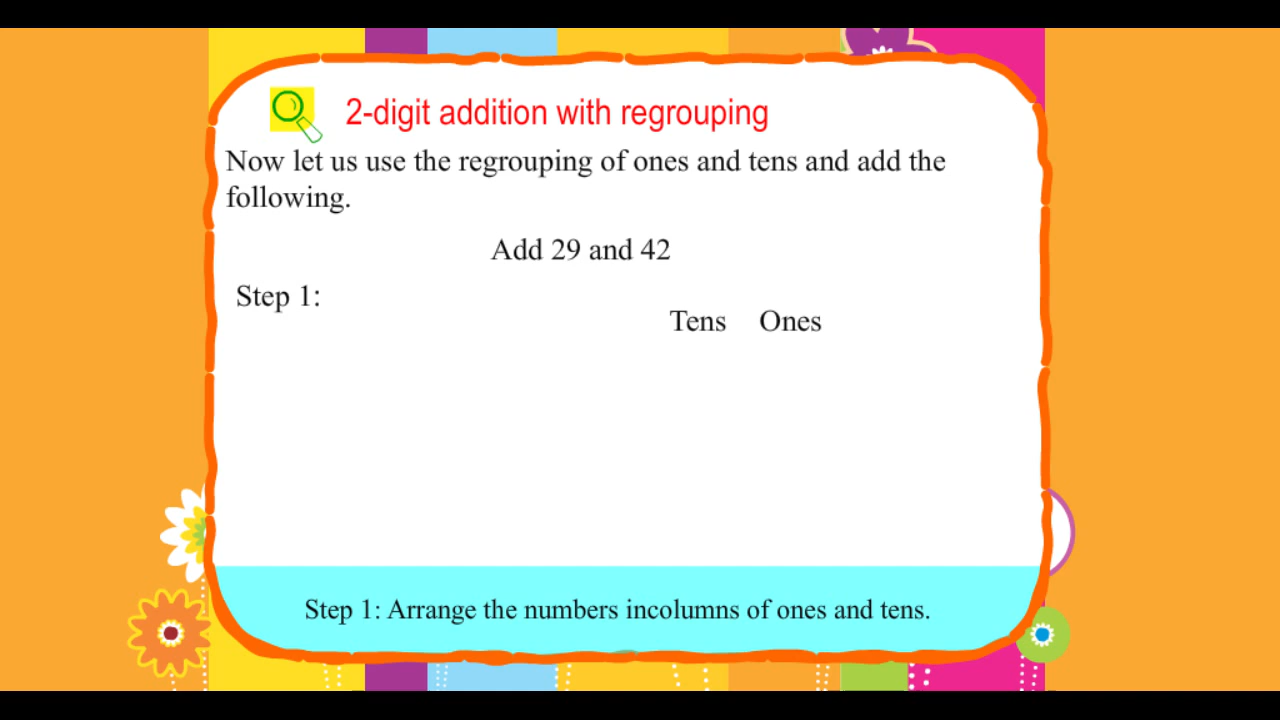 2-digit addition with regrouping
Now let us use the regrouping of ones and tens and add the
following.
Add 29 and 42
Step 1:
Tens Ones
Step 1: Arrange the numbers incolumns of ones and tens.